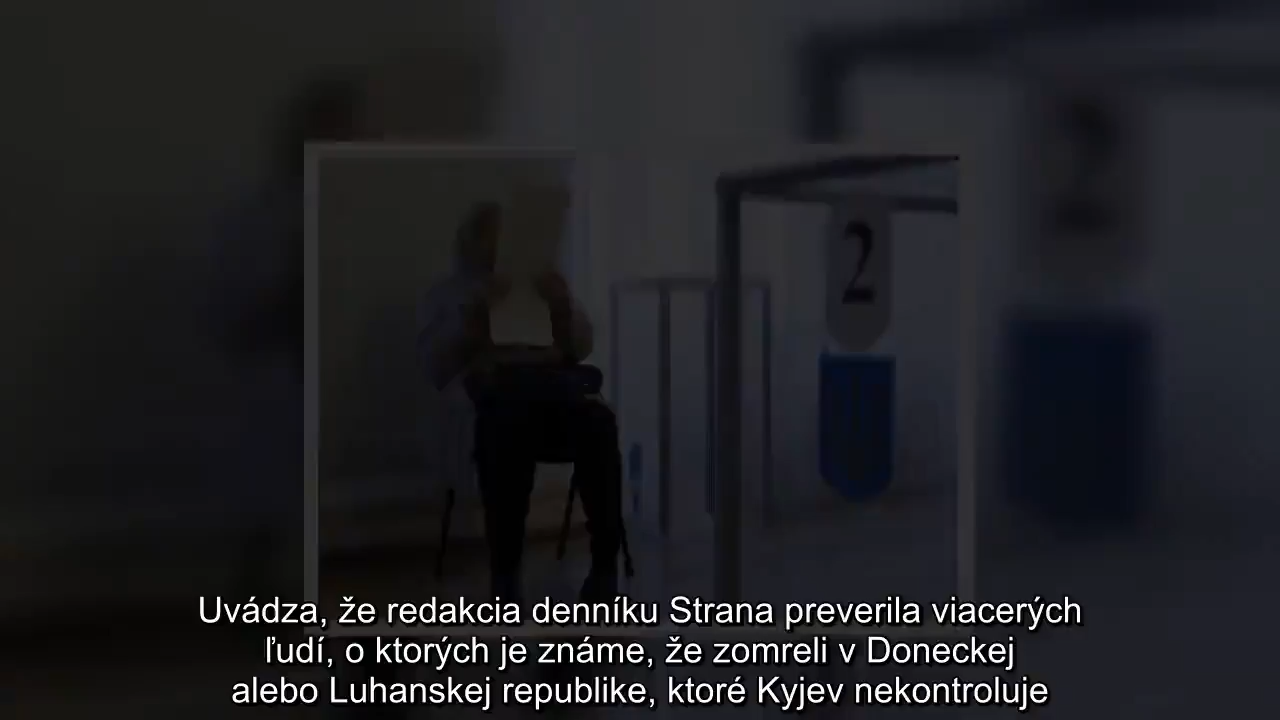 2
Uvádza, že redakcia denníku Strana preverila viacerých
ľudí, o ktorých je známe, že zomreli v Doneckej
alebo Luhanskej republike, ktoré Kyjev nekontroluje